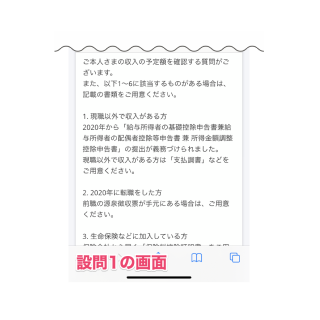 ご本人さまの収入の予定額を確認する質問がご
ざいます。
また、以下1〜6に該当するものがある場合は、
記載の書類をご用意ください。
1. 現職以外で収入がある方
2020年から「給与所得者の基礎控除申告書兼給
与所得者の配偶者控除等申告書 兼 所得金額調整
控除申告書」の提出が義務づけられました。
現職以外で収入がある方は「支払調書」などを
ご用意ください。
2. 2020年に転職をした方
前職の源泉徴収票が手元にある場合は、ご用意
ください。
3. 生命保険などに加入している方
設問1の画面